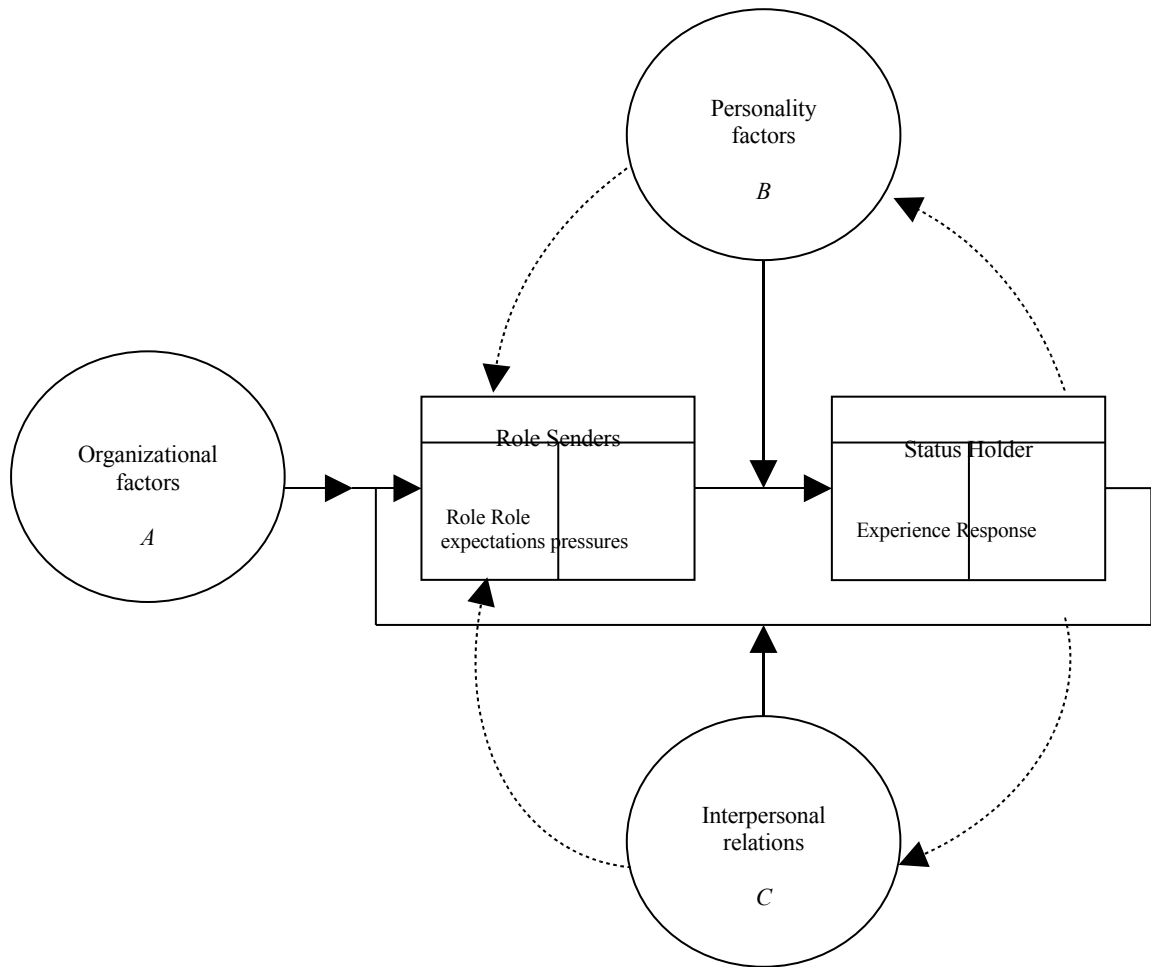 Personality
factors
B
Organizational
factors
A
Role Senders
Role Role
expectations pressures
Status Holder
Experience Response
Interpersonal
relations
C